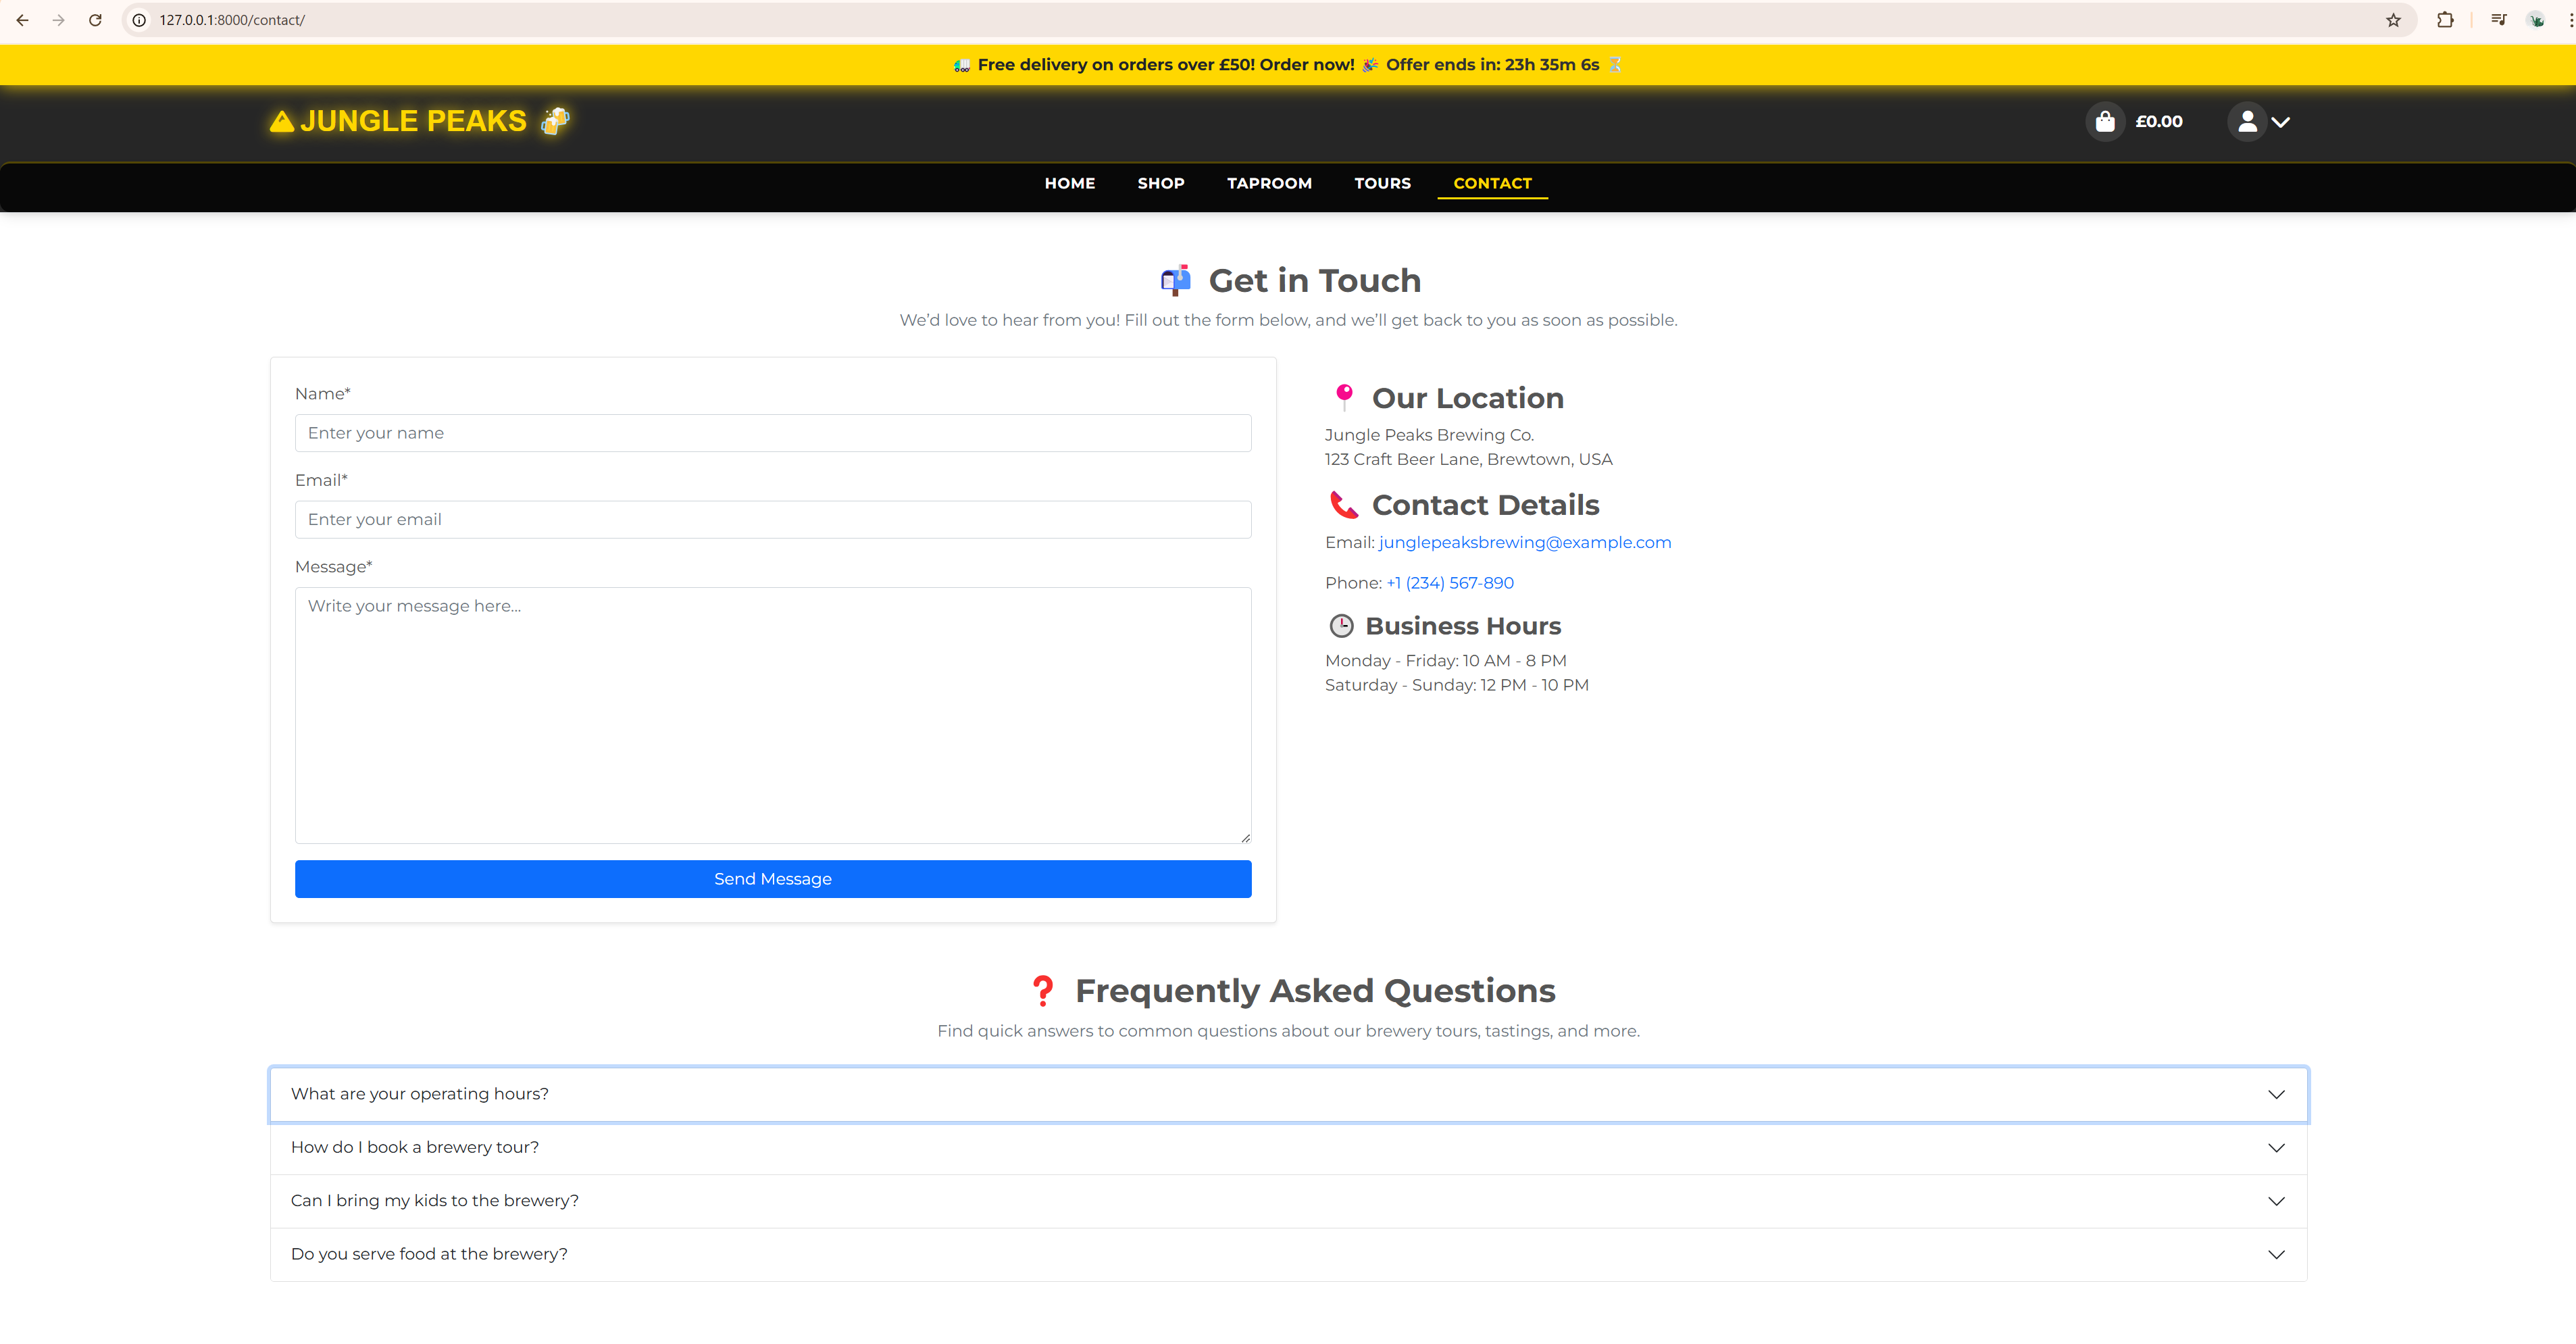 127.0.0.1:8000/contact/
🚚 Free delivery on orders over £50! Order now! 🎉 Offer ends in: 23h 35m 6s ⏳
JUNGLE PEAKS 🍻
£0.00
HOME SHOP TAPROOM TOURS CONTACT
📬 Get in Touch
We’d love to hear from you! Fill out the form below, and we’ll get back to you as soon as possible.
Name*
Enter your name
Email*
Enter your email
Message*
Write your message here...
Send Message
📍 Our Location
Jungle Peaks Brewing Co.
123 Craft Beer Lane, Brewtown, USA
📞 Contact Details
Email: junglepeaksbrewing@example.com
Phone: +1 (234) 567-890
🕒 Business Hours
Monday - Friday: 10 AM - 8 PM
Saturday - Sunday: 12 PM - 10 PM
❓ Frequently Asked Questions
Find quick answers to common questions about our brewery tours, tastings, and more.
What are your operating hours?
How do I book a brewery tour?
Can I bring my kids to the brewery?
Do you serve food at the brewery?